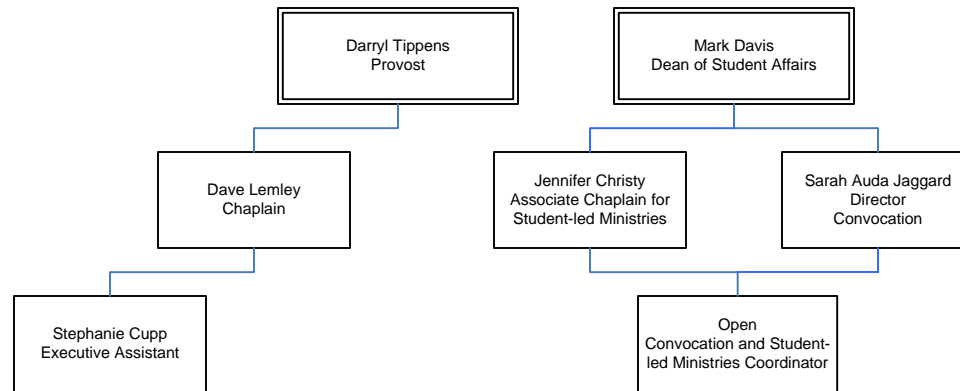 Darryl Tippens
Provost
Mark Davis
Dean of Student Affairs
Dave Lemley
Chaplain
Jennifer Christy
Associate Chaplain for
Student-led Ministries
Sarah Auda Jaggard
Director
Convocation
Stephanie Cupp
Executive Assistant
Open
Convocation and Student-
led Ministries Coordinator